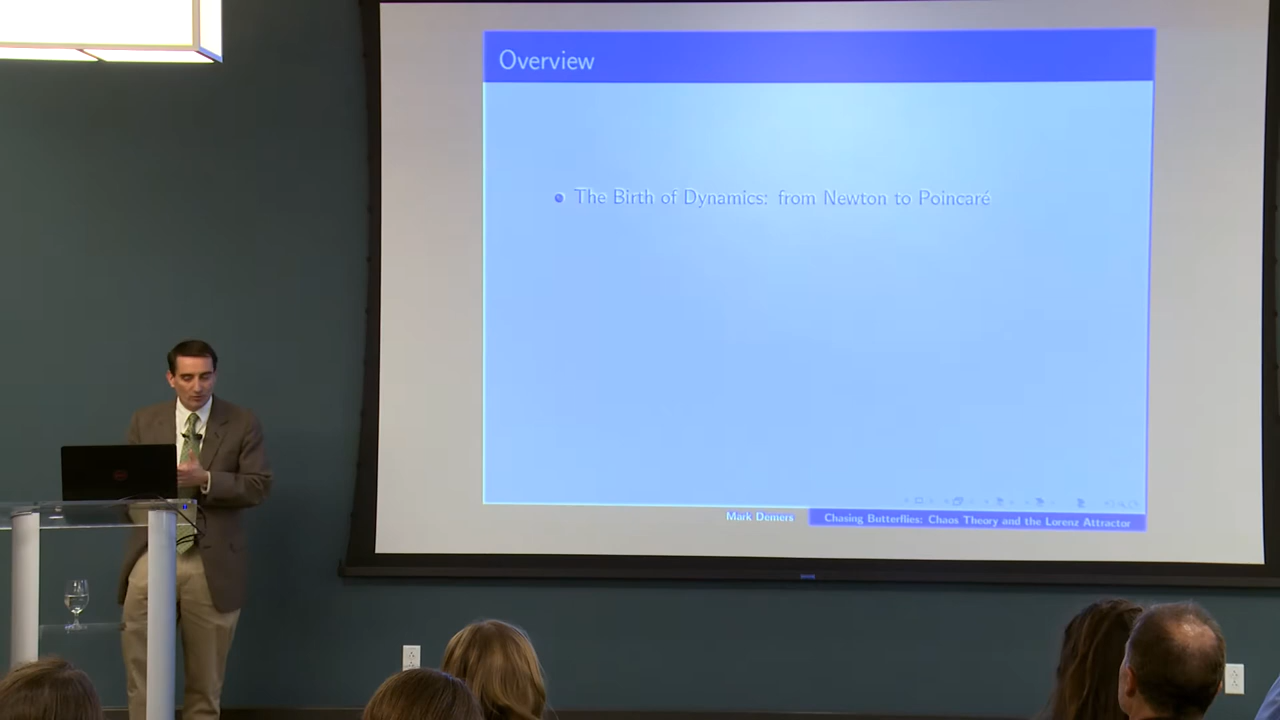 Overview
The Birth of Dynamics: from Newton to Poincaré
Mark Demers
Chasing Butterflies: Chaos Theory and the Lorenz Attractor